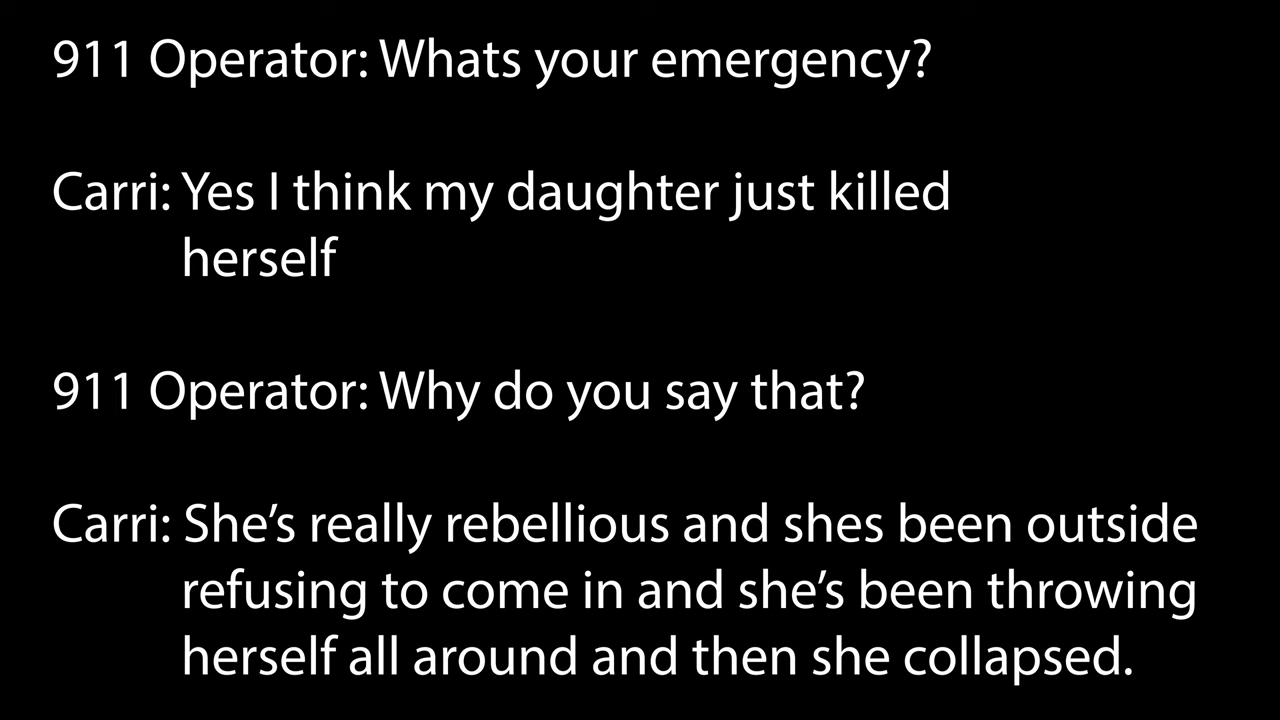 911 Operator: Whats your emergency?
Carri: Yes I think my daughter just killed
herself
911 Operator: Why do you say that?
Carri: She’s really rebellious and shes been outside
refusing to come in and she’s been throwing
herself all around and then she collapsed.